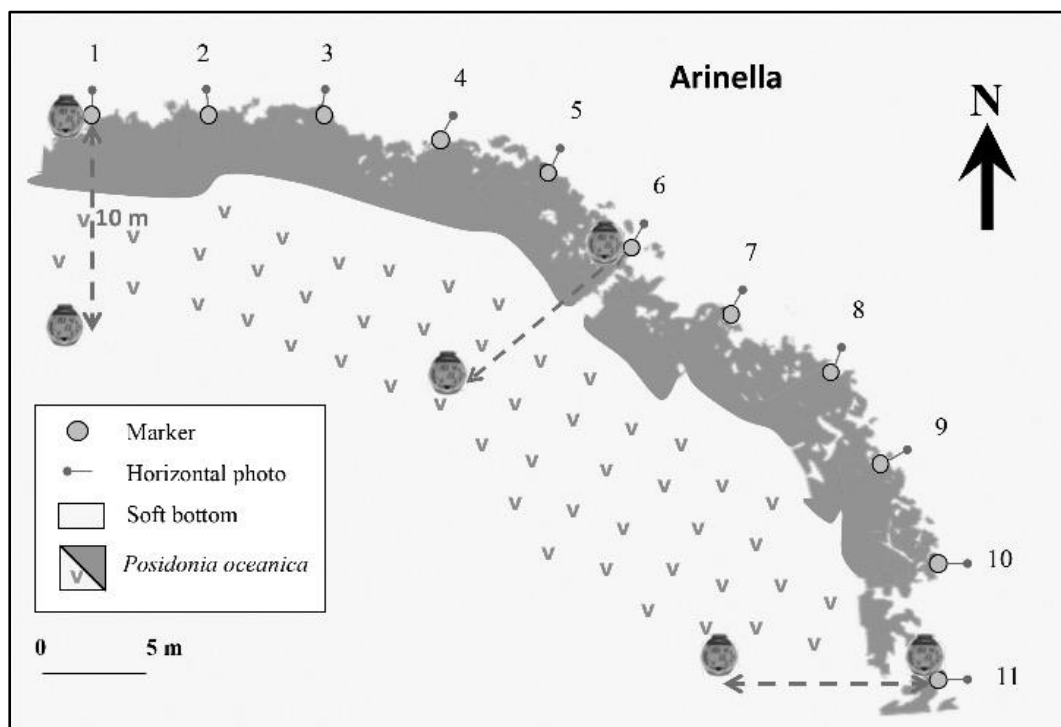 Arinella
1
2
3
4
5
6
7
8
9
10
11
N
10 m
Marker
Horizontal photo
Soft bottom
v
Posidonia oceanica
0 5 m